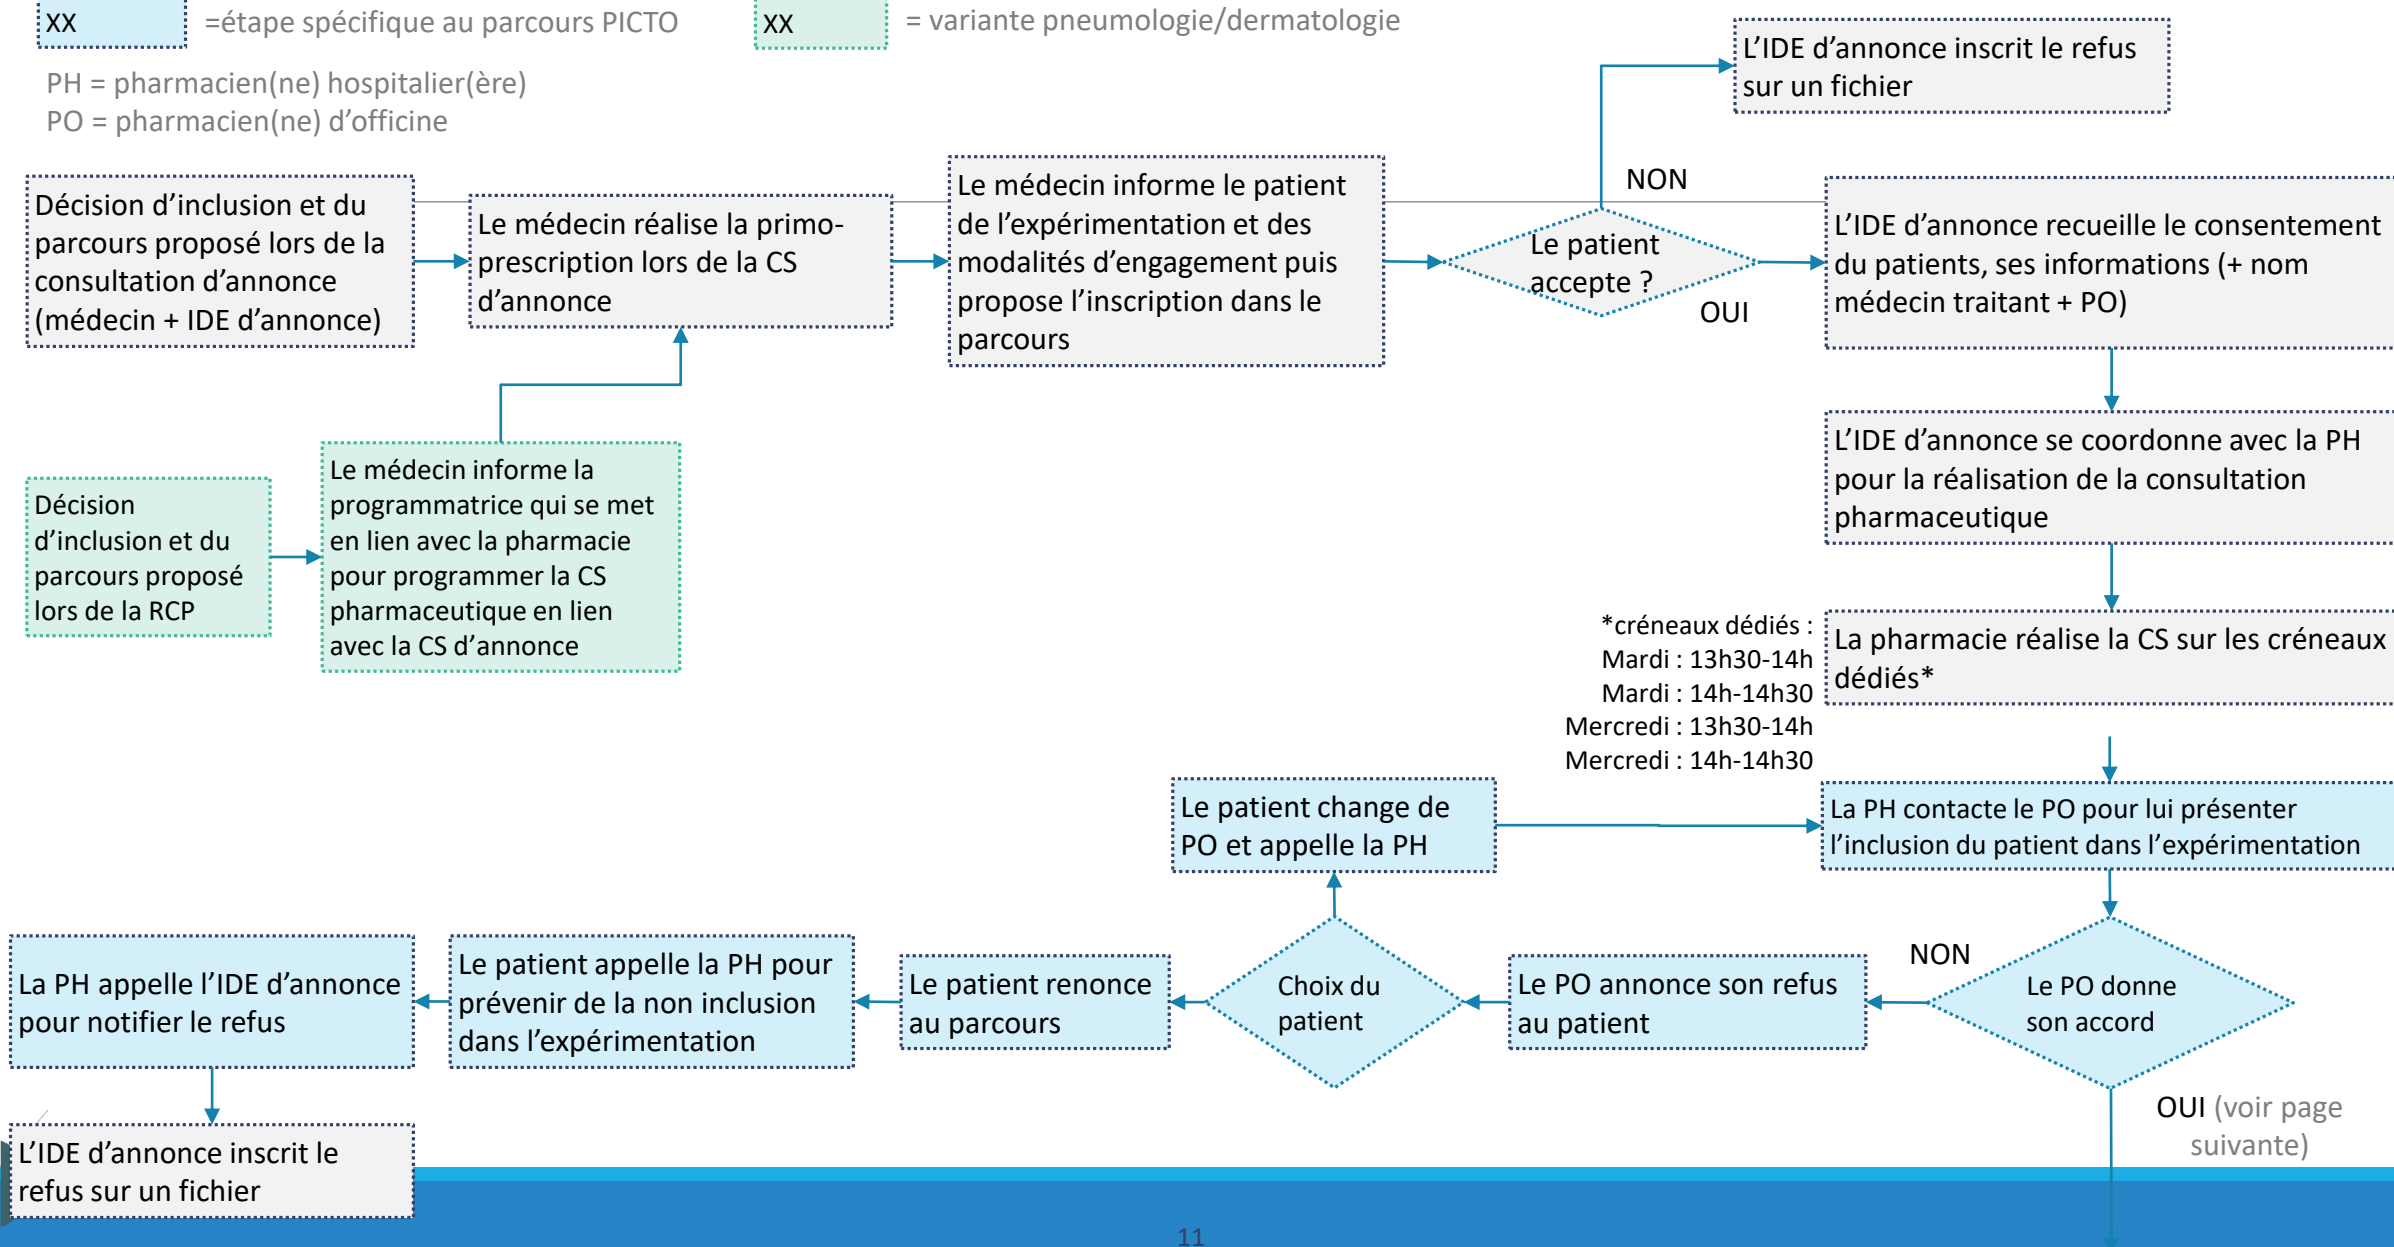 XX
=étape spécifique au parcours PICTO
XX
= variante pneumologie/dermatologie
PH = pharmacien(ne) hospitalier(ère)
PO = pharmacien(ne) d’officine
L’IDE d’annonce inscrit le refus
sur un fichier
Décision d’inclusion et du
parcours proposé lors de la
consultation d’annonce
(médecin + IDE d’annonce)
Le médecin réalise la primo-
prescription lors de la CS
d’annonce
Le médecin informe le patient
de l’expérimentation et des
modalités d’engagement puis
propose l’inscription dans le
parcours
Le patient
accepte ?
NON
OUI
L’IDE d’annonce recueille le consentement
du patients, ses informations (+ nom
médecin traitant + PO)
Décision
d’inclusion et du
parcours proposé
lors de la RCP
Le médecin informe la
programmatrice qui se met
en lien avec la pharmacie
pour programmer la CS
pharmaceutique en lien
avec la CS d’annonce
L’IDE d’annonce se coordonne avec la PH
pour la réalisation de la consultation
pharmaceutique
*créneaux dédiés :
Mardi : 13h30-14h
Mardi : 14h-14h30
Mercredi : 13h30-14h
Mercredi : 14h-14h30
La pharmacie réalise la CS sur les créneaux
dédiés*
Le patient change de
PO et appelle la PH
La PH contacte le PO pour lui présenter
l’inclusion du patient dans l’expérimentation
La PH appelle l’IDE d’annonce
pour notifier le refus
Le patient appelle la PH pour
prévenir de la non inclusion
dans l’expérimentation
Le patient renonce
au parcours
Choix du
patient
Le PO annonce son refus
au patient
NON
Le PO donne
son accord
OUI (voir page
suivante)
L’IDE d’annonce inscrit le
refus sur un fichier
11